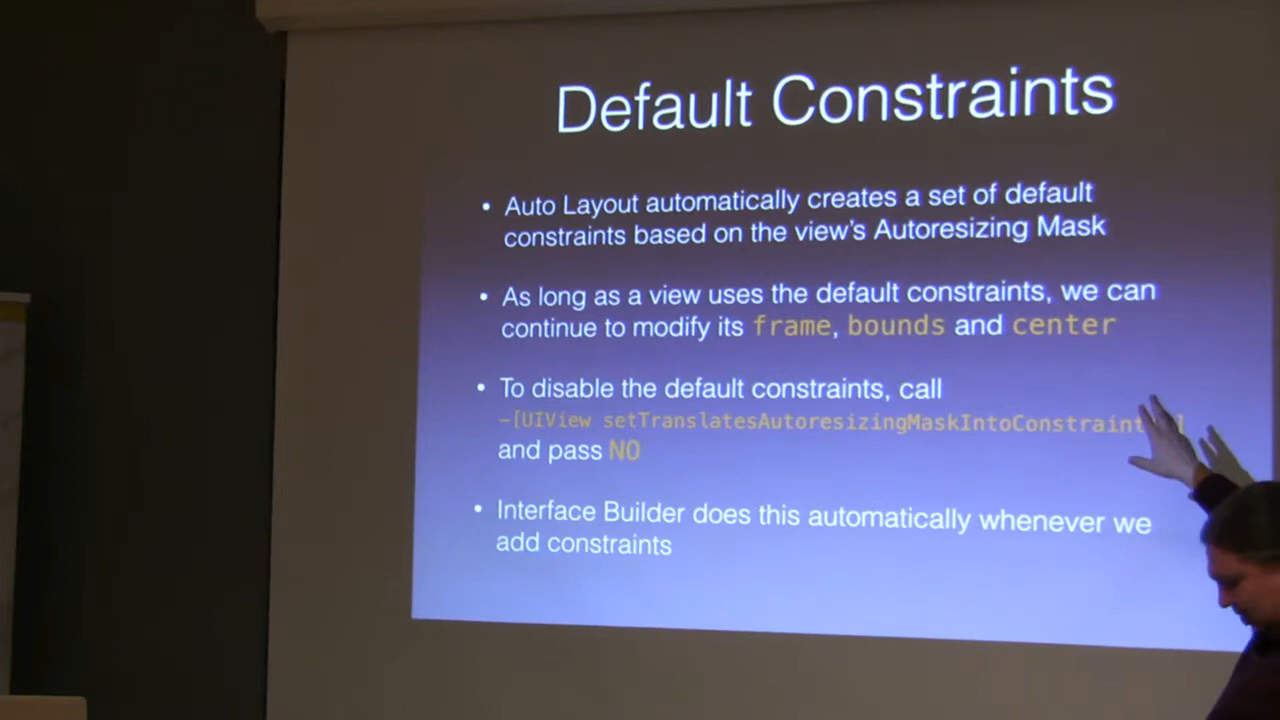 Default Constraints
• Auto Layout automatically creates a set of default
constraints based on the view's Autoresizing Mask
• As long as a view uses the default constraints, we can
continue to modify its frame, bounds and center
• To disable the default constraints, call
-[UIView setTranslatesAutoresizingMaskIntoConstraint
and pass NO
• Interface Builder does this automatically whenever we
add constraints